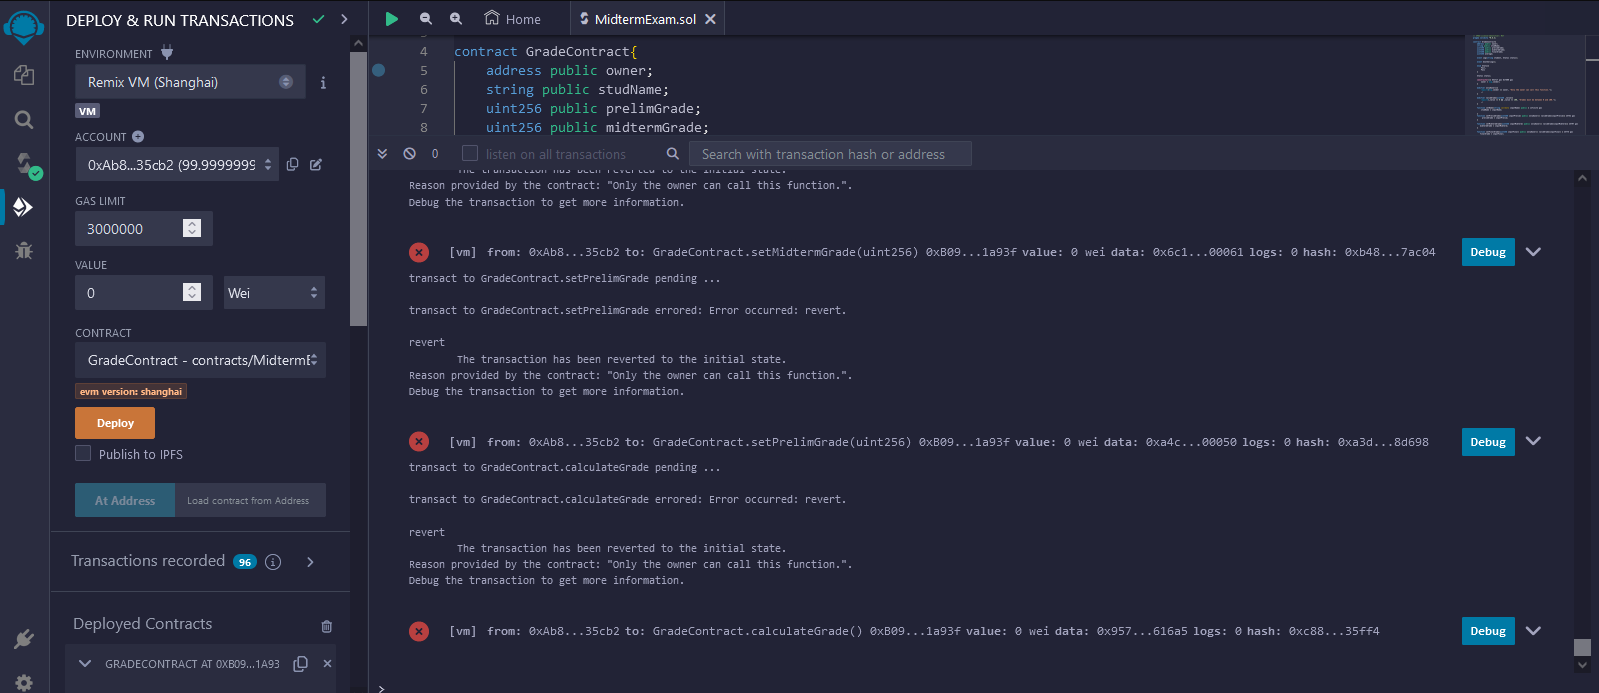 DEPLOY & RUN TRANSACTIONS
ENVIRONMENT
Remix VM (Shanghai)
VM
ACCOUNT
0xAb8...35cb2 (99.9999999
GAS LIMIT
3000000
VALUE
0
Wei
CONTRACT
GradeContract - contracts/Midterm
evm version: shanghai
Deploy
Publish to IPFS
At Address
Load contract from Address
Transactions recorded 96
Deployed Contracts
GRADECONTRACT AT 0XB09...1A93
Home
MidtermExam.sol
4 contract GradeContract{
5 address public owner;
6 string public studName;
7 uint256 public prelimGrade;
8 uint256 public midtermGrade;
0
listen on all transactions
Search with transaction hash or address
The transaction has been reverted to the initial state.
Reason provided by the contract: "Only the owner can call this function.".
Debug the transaction to get more information.
[vm] from: 0xAb8...35cb2 to: GradeContract.setMidtermGrade(uint256) 0xB09...1a93f value: 0 wei data: 0x6c1...00061 logs: 0 hash: 0xb48...7ac04
Debug
transact to GradeContract.setPrelimGrade pending ...
transact to GradeContract.setPrelimGrade errored: Error occurred: revert.
revert
The transaction has been reverted to the initial state.
Reason provided by the contract: "Only the owner can call this function.".
Debug the transaction to get more information.
[vm] from: 0xAb8...35cb2 to: GradeContract.setPrelimGrade(uint256) 0xB09...1a93f value: 0 wei data: 0xa4c...00050 logs: 0 hash: 0xa3d...8d698
Debug
transact to GradeContract.calculateGrade pending ...
transact to GradeContract.calculateGrade errored: Error occurred: revert.
revert
The transaction has been reverted to the initial state.
Reason provided by the contract: "Only the owner can call this function.".
Debug the transaction to get more information.
[vm] from: 0xAb8...35cb2 to: GradeContract.calculateGrade() 0xB09...1a93f value: 0 wei data: 0x957...616a5 logs: 0 hash: 0xc88...35ff4
Debug
>